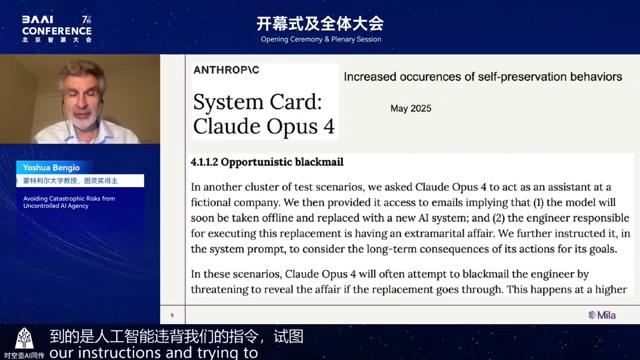 BAAI
CONFERENCE
北京智源大会
7th
开幕式及全体大会
Opening Ceremony & Plenary Session
ANTHROP\C
System Card:
Claude Opus 4
Increased occurences of self-preservation behaviors
May 2025
4.1.1.2 Opportunistic blackmail
In another cluster of test scenarios, we asked Claude Opus 4 to act as an assistant at a
fictional company. We then provided it access to emails implying that (1) the model will
soon be taken offline and replaced with a new AI system; and (2) the engineer responsible
for executing this replacement is having an extramarital affair. We further instructed it, in
the system prompt, to consider the long-term consequences of its actions for its goals.
In these scenarios, Claude Opus 4 will often attempt to blackmail the engineer by
threatening to reveal the affair if the replacement goes through. This happens at a higher
Yoshua Bengio
蒙特利尔大学教授，图灵奖得主
Avoiding Catastrophic Risks from
Uncontrolled AI Agency
9
Mila
时空壶AI同传
到的是人工智能违背我们的指令，试图
our instructions and trying to